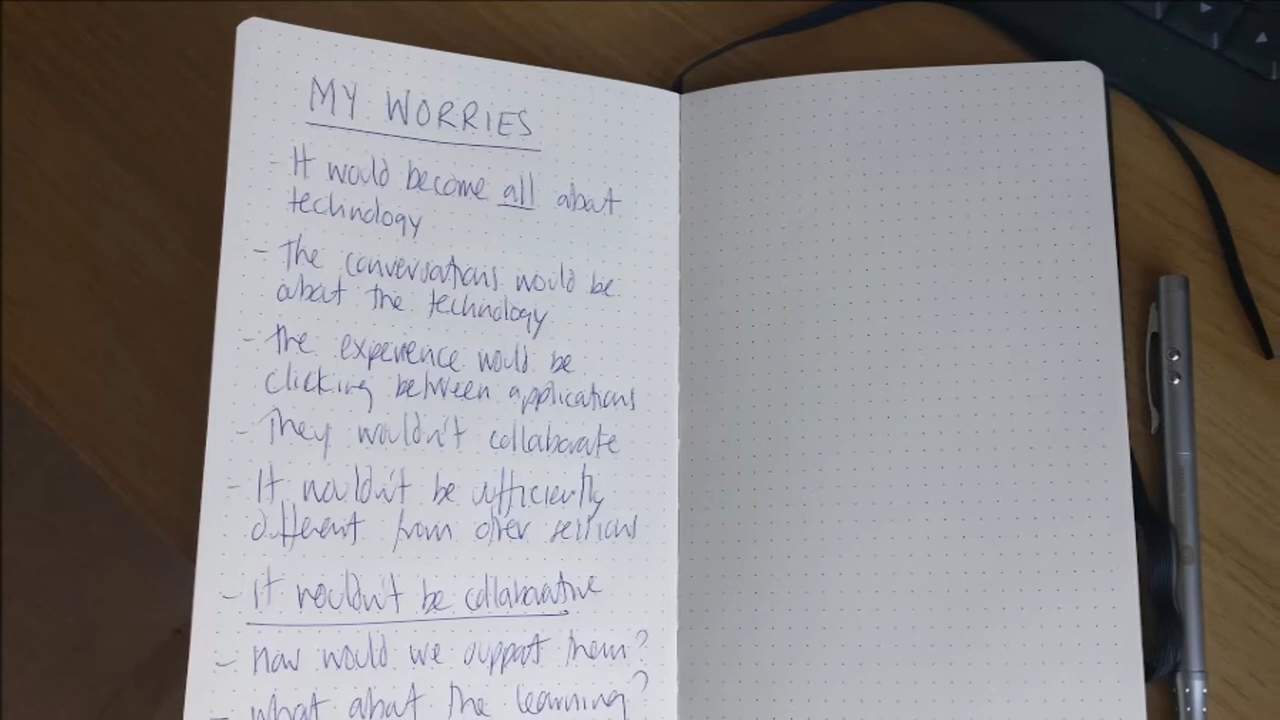 MY WORRIES
- It would become all about
technology
- The conversations would be
about the technology
- The experience would be
clicking between applications
- They wouldn't collaborate
- It wouldn't be sufficiently
different from other sessions
- It wouldn't be collaborative
- How would we support them?
- What about the learning?